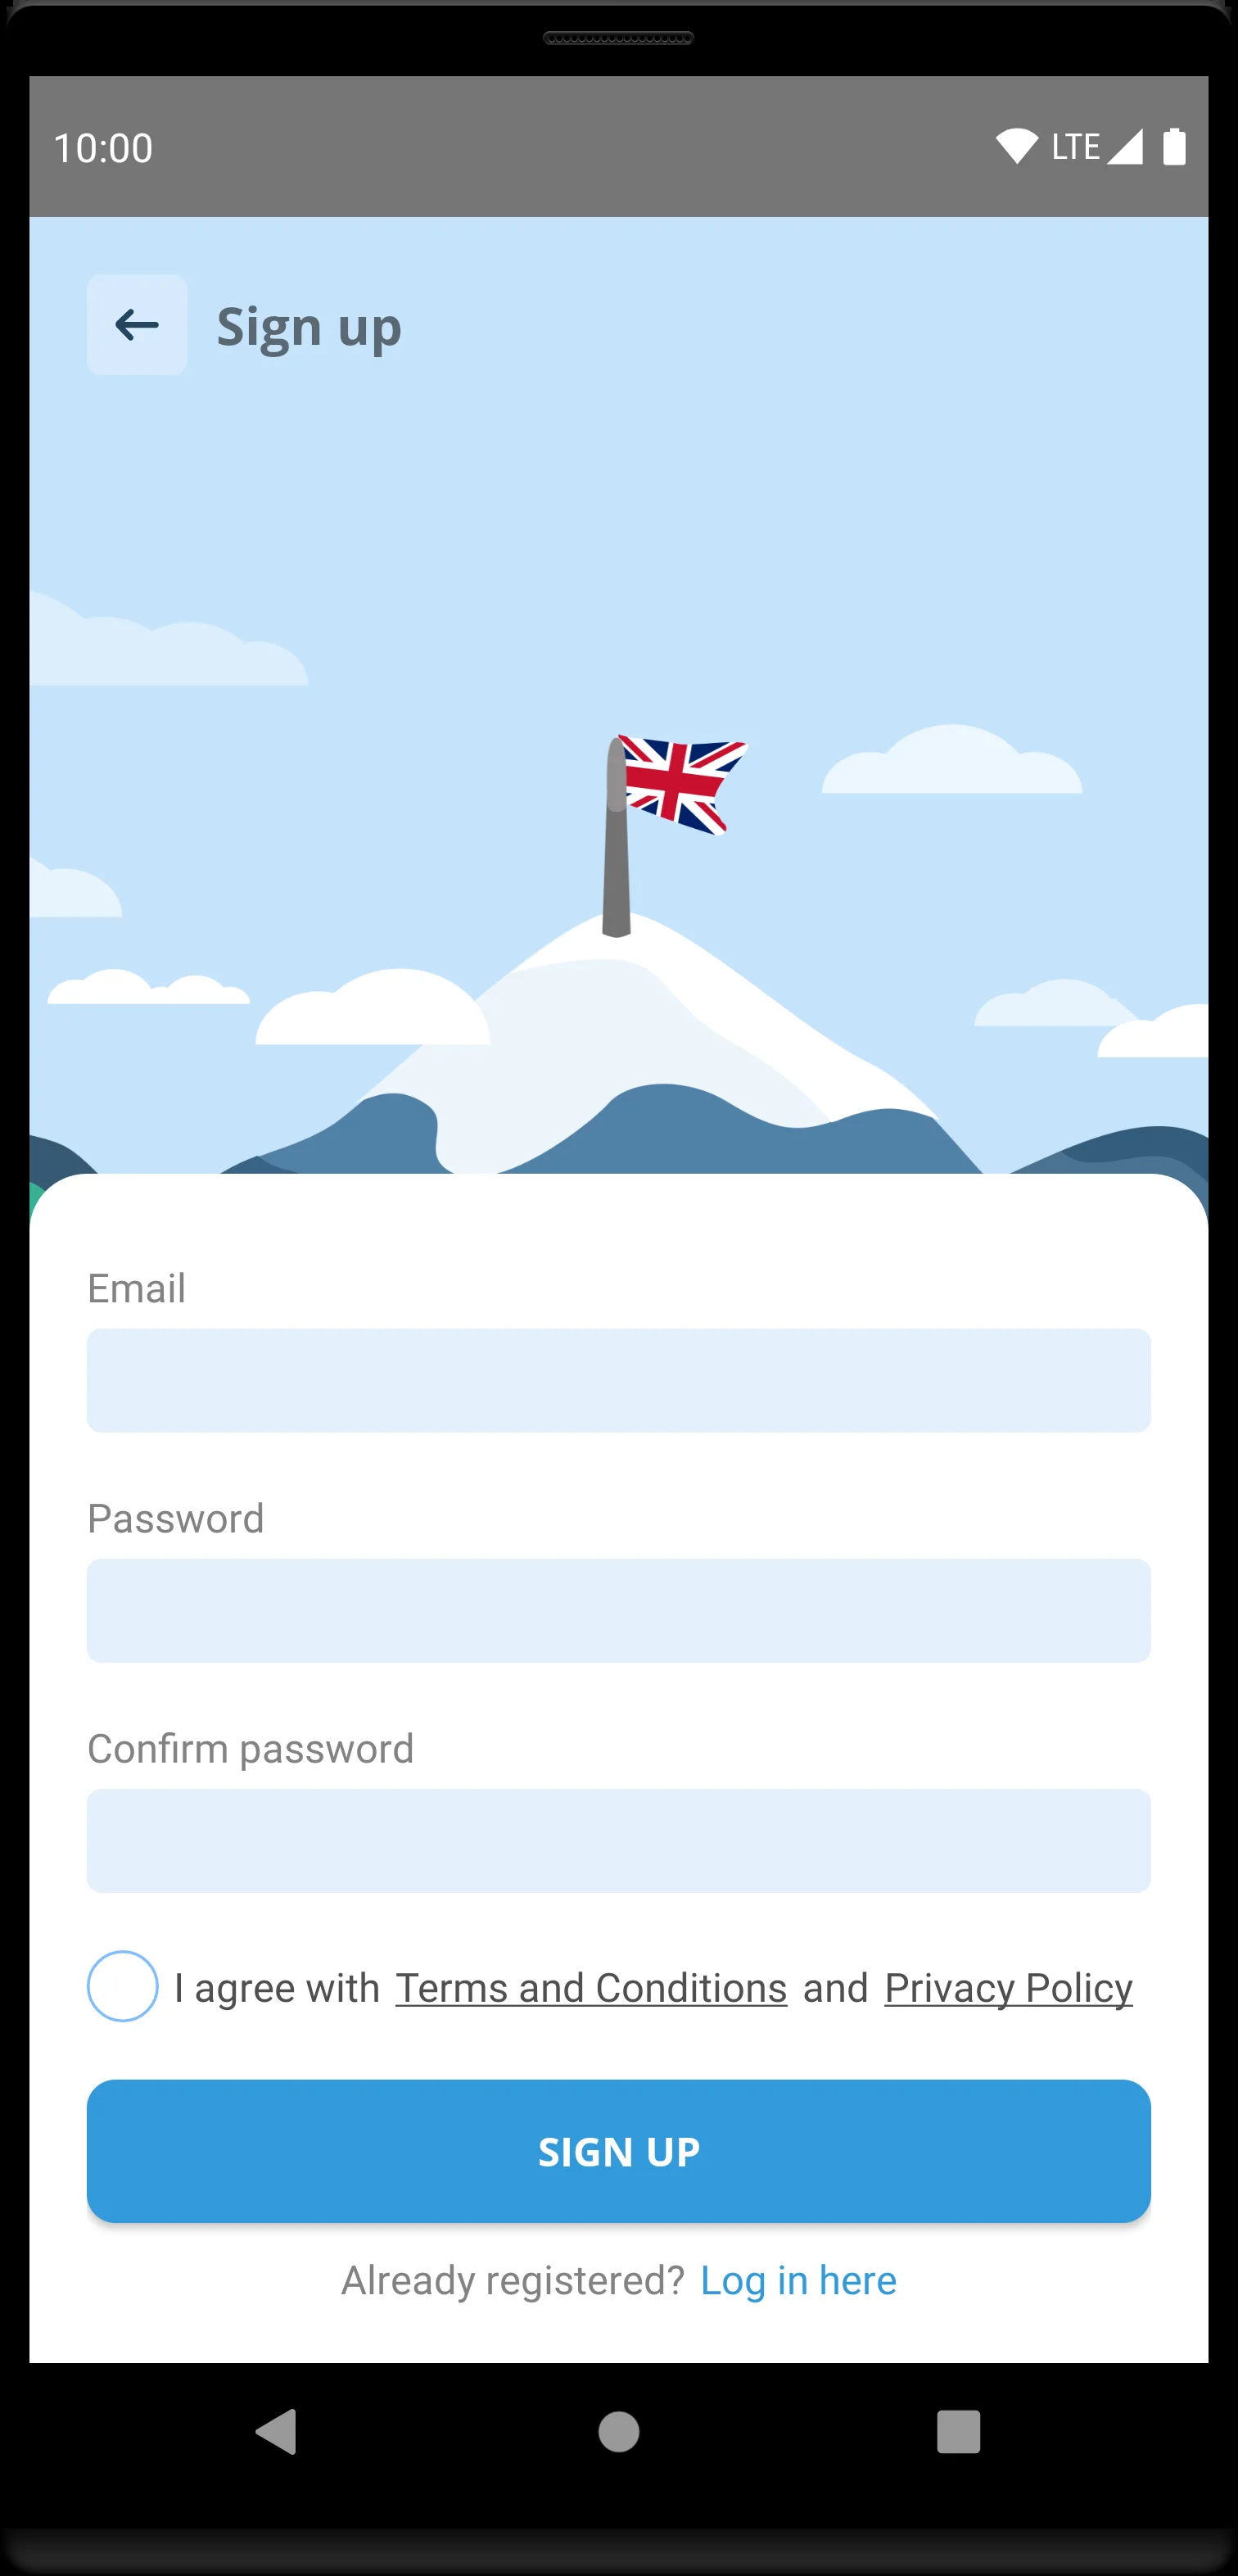 10:00 LTE
Sign up
Email
Password
Confirm password
I agree with Terms and Conditions and Privacy Policy
SIGN UP
Already registered? Log in here